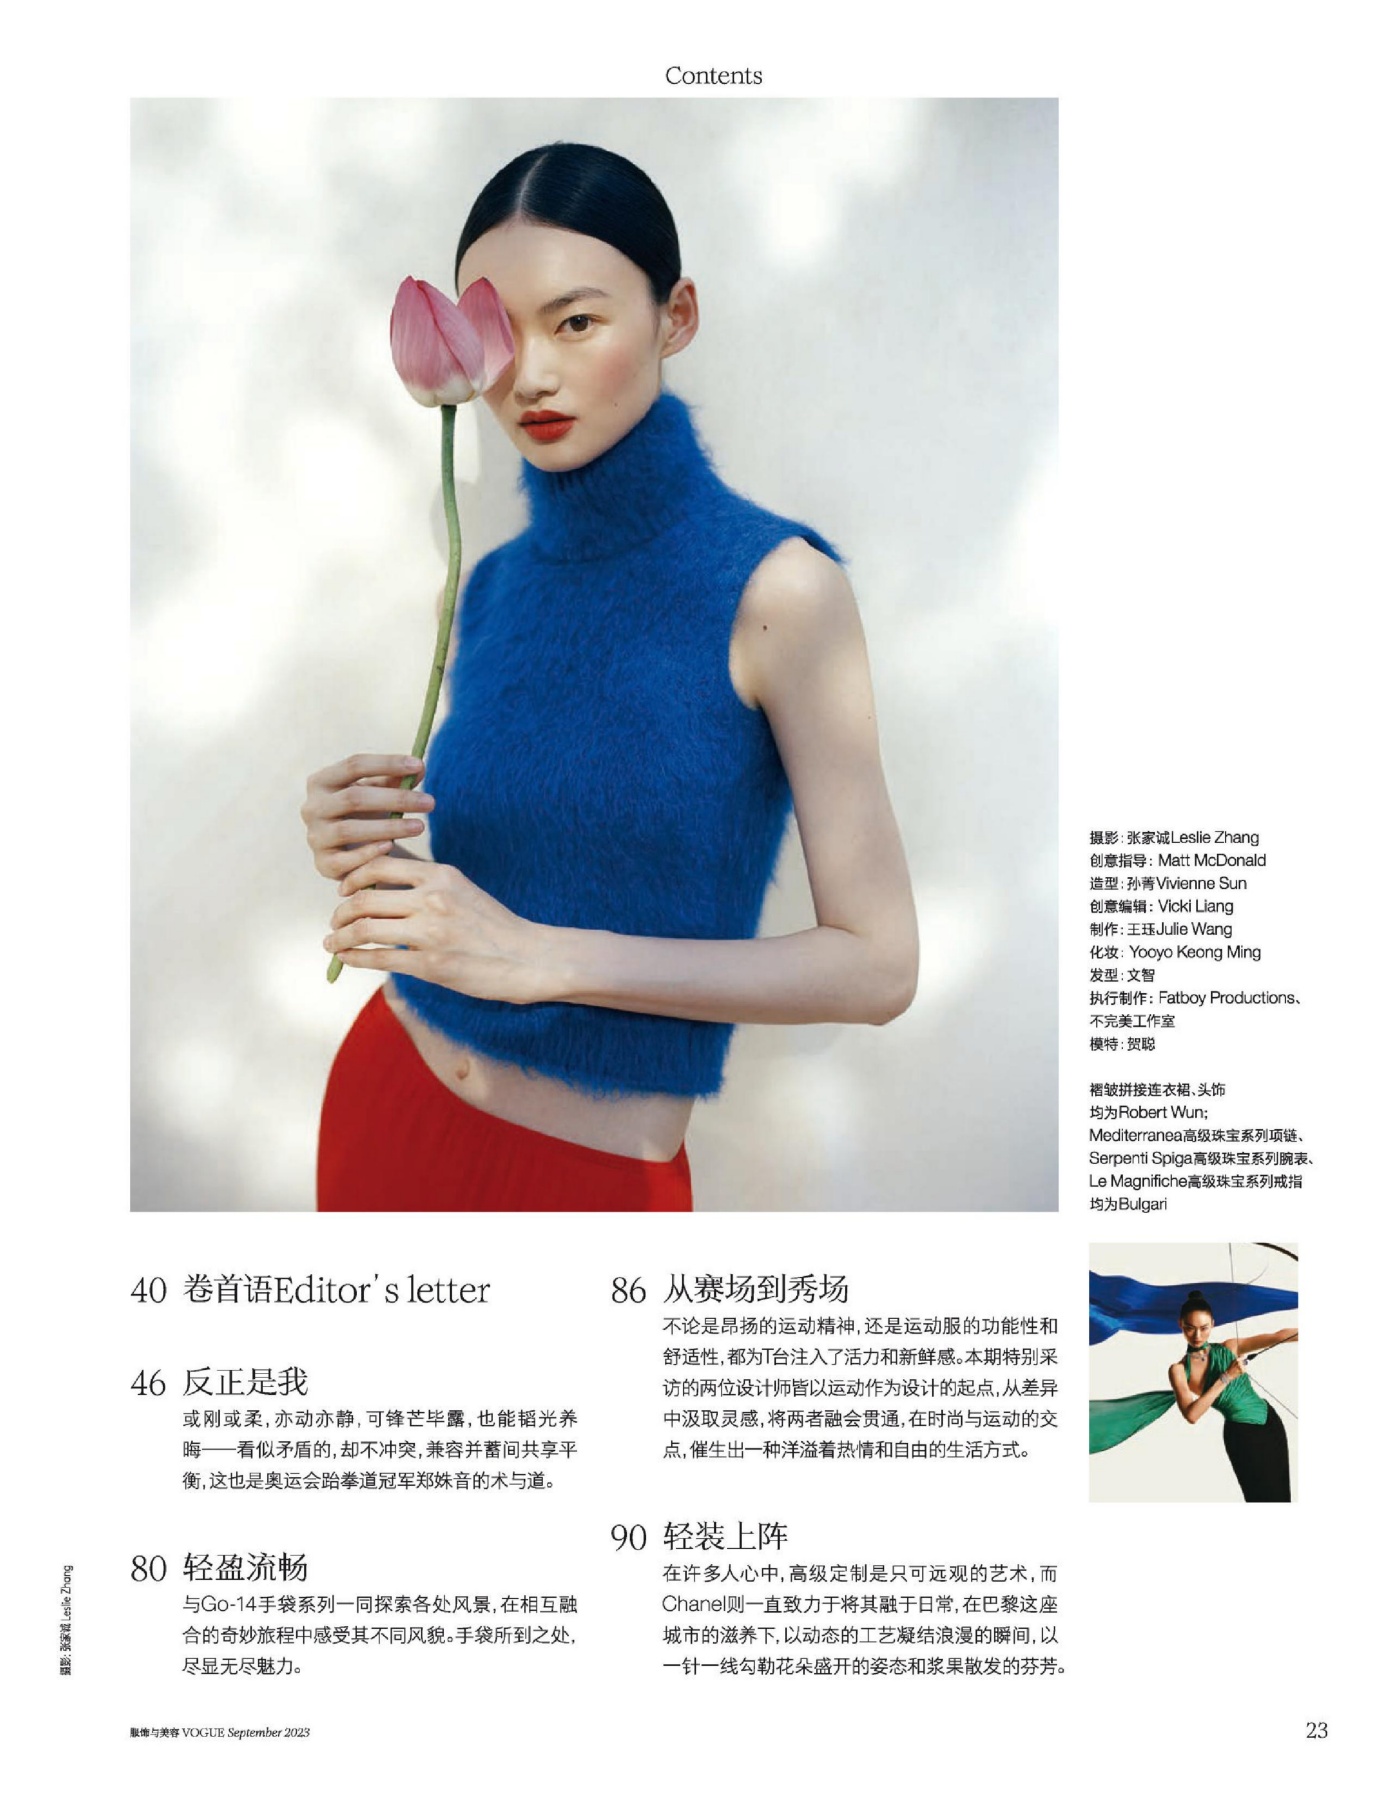 Contents
摄影：张家诚Leslie Zhang
创意指导：Matt McDonald
造型：孙菁Vivienne Sun
创意编辑：Vicki Liang
制作：王珏Julie Wang
化妆：Yooyo Keong Ming
发型：文智
执行制作：Fatboy Productions、
不完美工作室
模特：贺聪
褶皱拼接连衣裙、头饰
均为Robert Wun；
Mediterranea高级珠宝系列项链、
Serpenti Spiga高级珠宝系列腕表、
Le Magnifiche高级珠宝系列戒指
均为Bulgari
40 卷首语Editor's letter
46 反正是我
或刚或柔，亦动亦静，可锋芒毕露，也能韬光养
晦——看似矛盾的，却不冲突，兼容并蓄间共享平
衡，这也是奥运会跆拳道冠军郑姝音的术与道。
80 轻盈流畅
与Go-14手袋系列一同探索各处风景，在相互融
合的奇妙旅程中感受其不同风貌。手袋所到之处，
尽显无尽魅力。
86 从赛场到秀场
不论是昂扬的运动精神，还是运动服的功能性和
舒适性，都为T台注入了活力和新鲜感。本期特别采
访的两位设计师皆以运动作为设计的起点，从差异
中汲取灵感，将两者融会贯通，在时尚与运动的交
点，催生出一种洋溢着热情和自由的生活方式。
90 轻装上阵
在许多人心中，高级定制是只可远观的艺术，而
Chanel则一直致力于将其融于日常，在巴黎这座
城市的滋养下，以动态的工艺凝结浪漫的瞬间，以
一针一线勾勒花朵盛开的姿态和浆果散发的芬芳。
摄影：张家诚 Leslie Zhang
服饰与美容 VOGUE September 2023
23